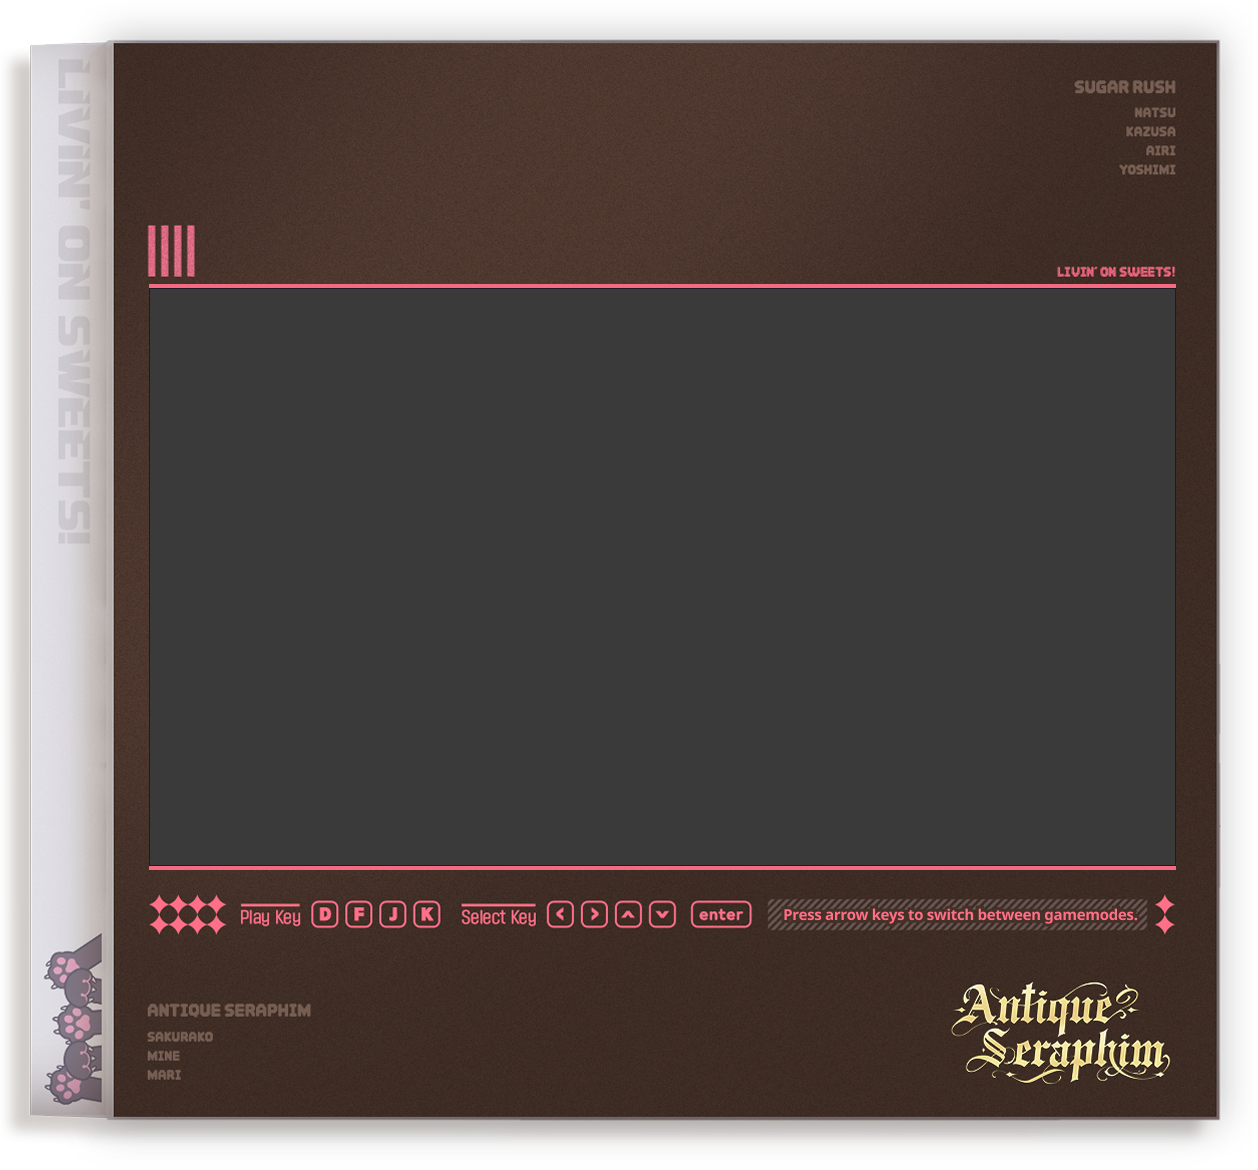 LIVIN' ON SWEETS!
SUGAR RUSH
NATSU
KAZUSA
AIRI
YOSHIMI
LIVIN' ON SWEETS!
Play Key D F J K Select Key < > ^ v enter Press arrow keys to switch between gamemodes.
ANTIQUE SERAPHIM
SAKURAKO
MINE
MARI
Antique
Seraphim